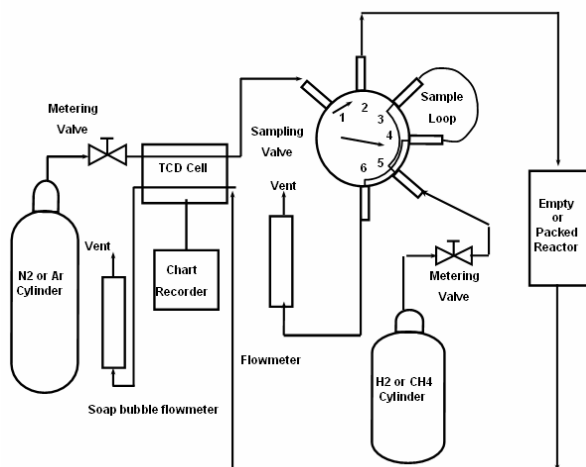 Metering
Valve
N2 or Ar
Cylinder
Vent
Soap bubble flowmeter
TCD Cell
Chart
Recorder
Sampling
Valve
Vent
Flowmeter
1
2
3
4
5
6
Sample
Loop
Metering
Valve
H2 or CH4
Cylinder
Empty
or
Packed
Reactor